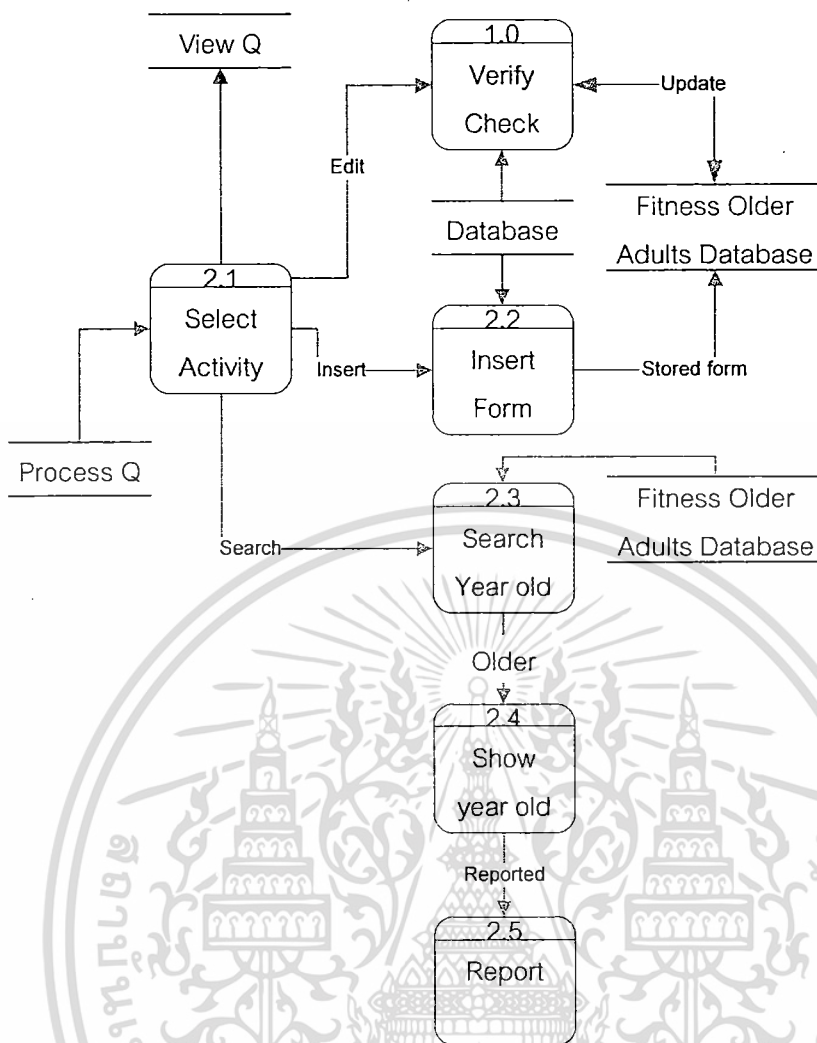 View Q
1.0
Verify
Check
Update
Edit
Fitness Older
Adults Database
Database
2.1
Select
Activity
Insert
2.2
Insert
Form
Stored form
Process Q
2.3
Search
Year old
Fitness Older
Adults Database
Search
Older
2.4
Show
year old
Reported
2.5
Report